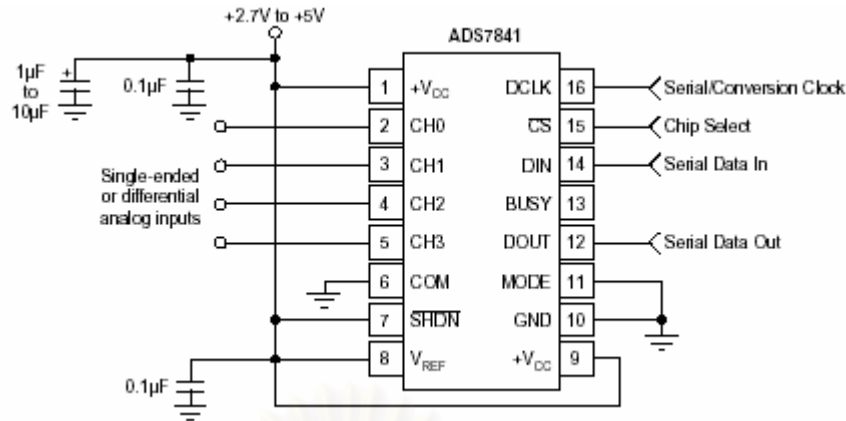 +2.7V to +5V
ADS7841
1µF
to
10µF
+
0.1µF
1
+VCC
DCLK
16
Serial/Conversion Clock
2
CH0
CS
15
Chip Select
3
CH1
DIN
14
Serial Data In
Single-ended
or differential
analog inputs
4
CH2
BUSY
13
5
CH3
DOUT
12
Serial Data Out
6
COM
MODE
11
7
SHDN
GND
10
8
VREF
+VCC
9
0.1µF